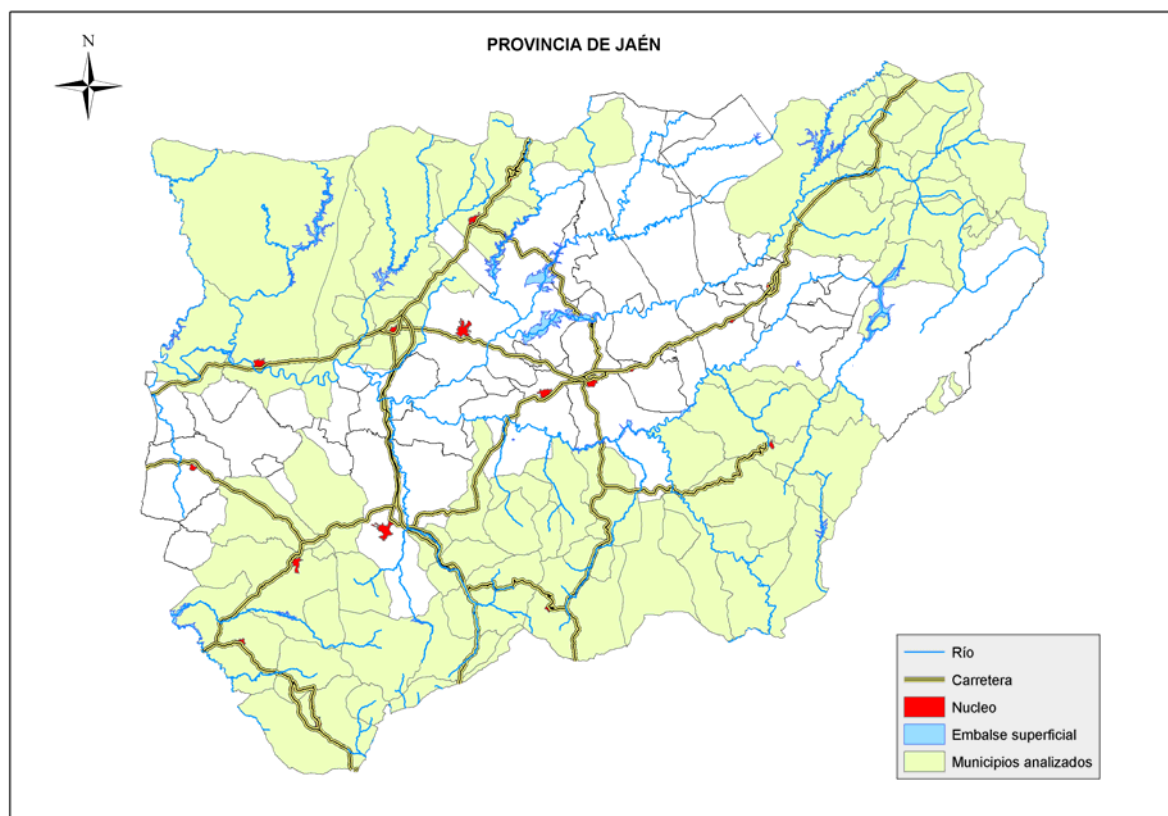 PROVINCIA DE JAÉN
N
Río
Carretera
Nucleo
Embalse superficial
Municipios analizados